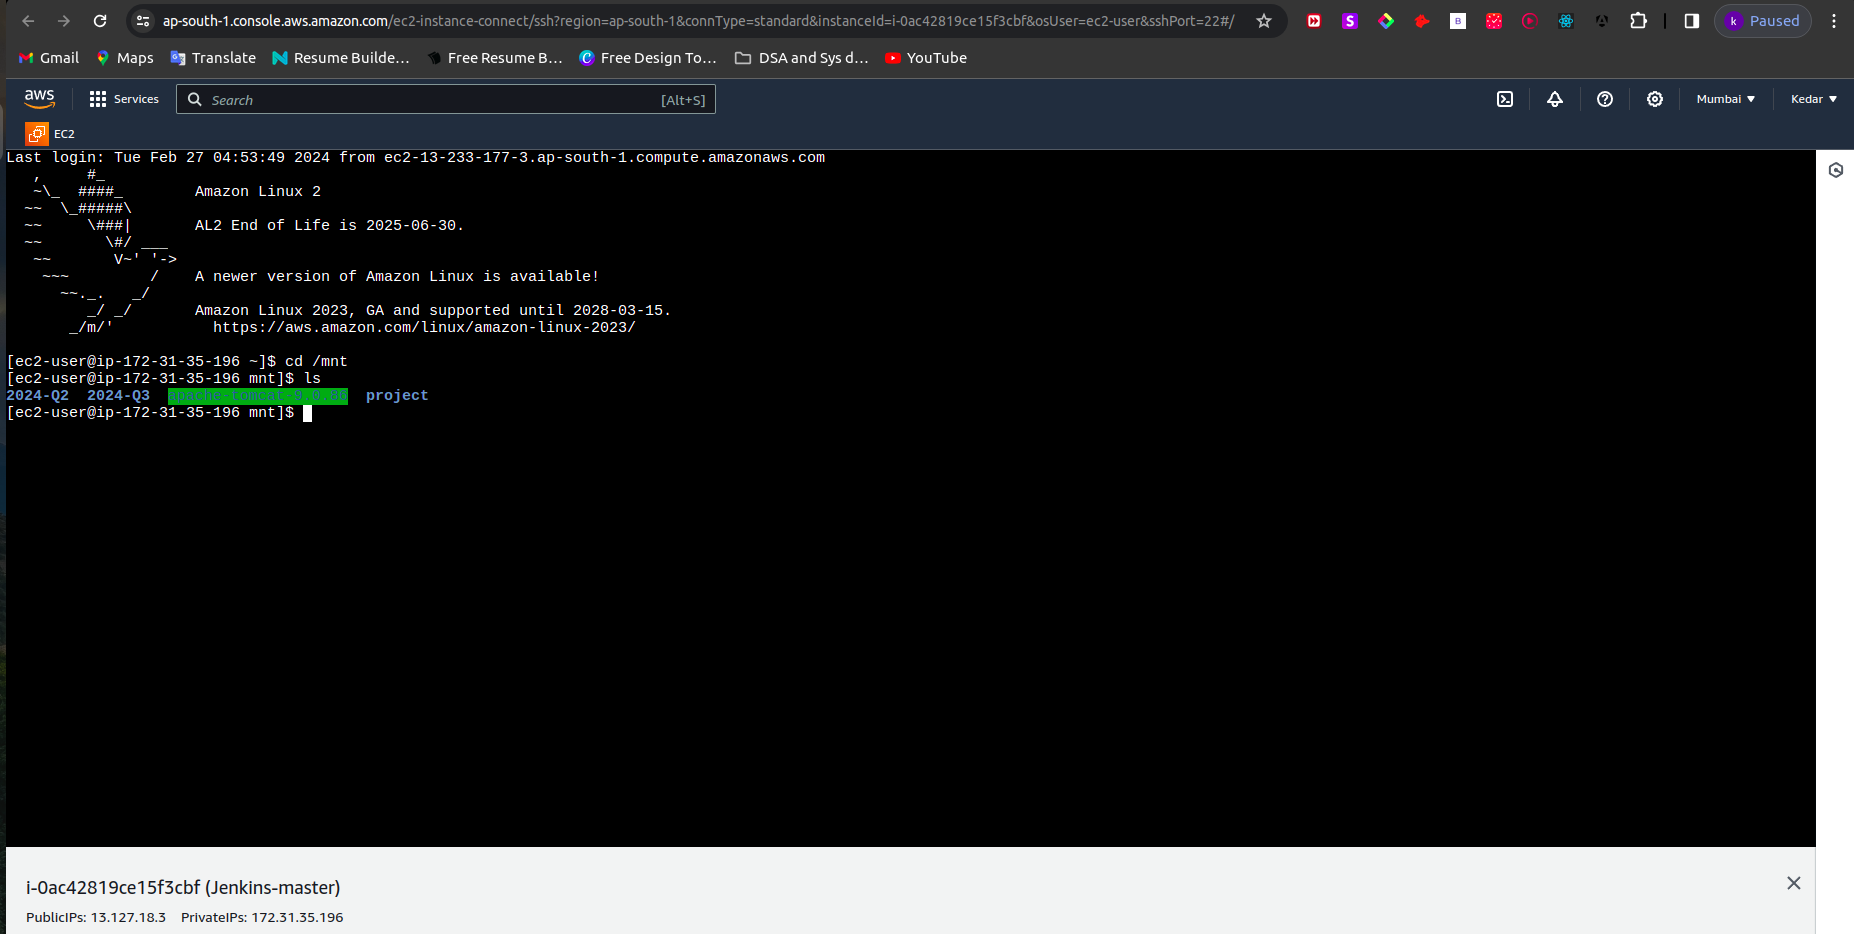 ap-south-1.console.aws.amazon.com/ec2-instance-connect/ssh?region=ap-south-1&connType=standard&instanceId=i-0ac42819ce15f3cbf&osUser=ec2-user&sshPort=22#/
k Paused
Gmail Maps Translate Resume Builde... Free Resume B... Free Design To... DSA and Sys d... YouTube
aws Services Search [Alt+S] Mumbai Kedar
EC2
Last login: Tue Feb 27 04:53:49 2024 from ec2-13-233-177-3.ap-south-1.compute.amazonaws.com
   ,     #_
   ~\_  ####_        Amazon Linux 2
  ~~  \_#####\
  ~~     \###|       AL2 End of Life is 2025-06-30.
  ~~       \#/ ___
   ~~       V~' '->
    ~~~         /    A newer version of Amazon Linux is available!
      ~~._.   _/
         _/ _/       Amazon Linux 2023, GA and supported until 2028-03-15.
       _/m/'           https://aws.amazon.com/linux/amazon-linux-2023/
[ec2-user@ip-172-31-35-196 ~]$ cd /mnt
[ec2-user@ip-172-31-35-196 mnt]$ ls
2024-Q2  2024-Q3  apache-tomcat-9.0.86  project
[ec2-user@ip-172-31-35-196 mnt]$
i-0ac42819ce15f3cbf (Jenkins-master)
PublicIPs: 13.127.18.3 PrivateIPs: 172.31.35.196